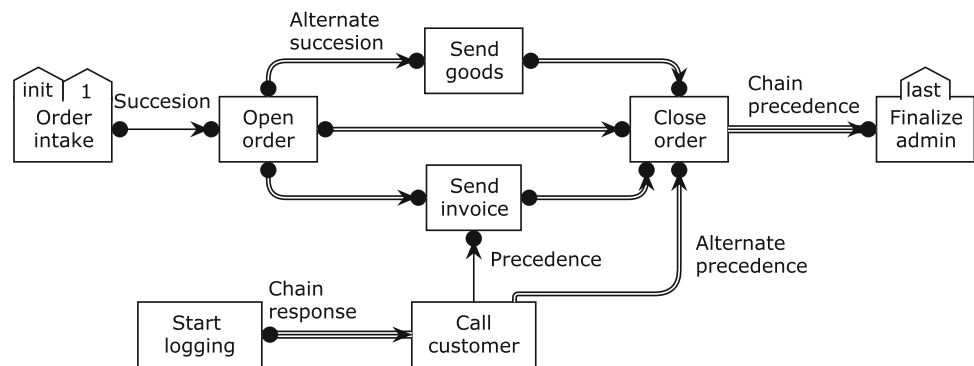 Alternate
succesion
Send
goods
init
1
Order
intake
Succesion
Open
order
Close
order
Chain
precedence
last
Finalize
admin
Send
invoice
Precedence
Alternate
precedence
Chain
response
Start
logging
Call
customer